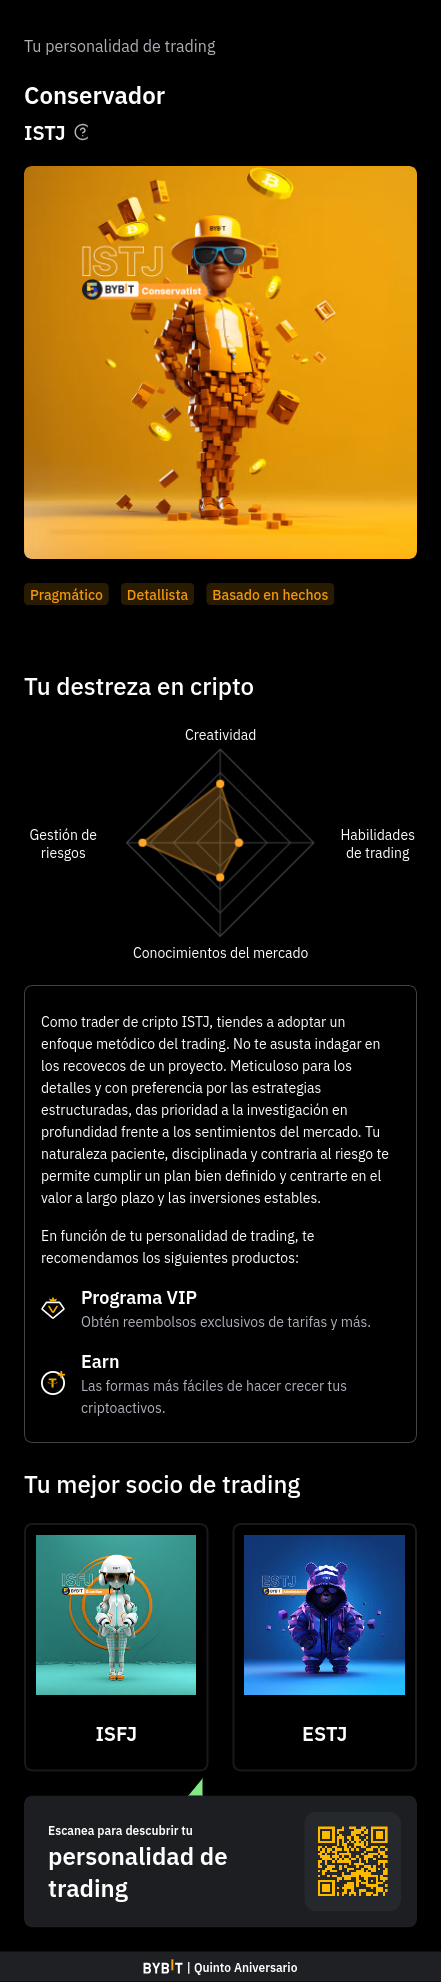 Tu personalidad de trading
Conservador
ISTJ
ISTJ
BYBIT Conservatist
BYBIT
Pragmático Detallista Basado en hechos
Tu destreza en cripto
Creatividad
Gestión de
riesgos
Habilidades
de trading
Conocimientos del mercado
Como trader de cripto ISTJ, tiendes a adoptar un
enfoque metódico del trading. No te asusta indagar en
los recovecos de un proyecto. Meticuloso para los
detalles y con preferencia por las estrategias
estructuradas, das prioridad a la investigación en
profundidad frente a los sentimientos del mercado. Tu
naturaleza paciente, disciplinada y contraria al riesgo te
permite cumplir un plan bien definido y centrarte en el
valor a largo plazo y las inversiones estables.
En función de tu personalidad de trading, te
recomendamos los siguientes productos:
Programa VIP
Obtén reembolsos exclusivos de tarifas y más.
Earn
Las formas más fáciles de hacer crecer tus
criptoactivos.
Tu mejor socio de trading
ISFJ
ESTJ
ISFJ
ESTJ
Escanea para descubrir tu
personalidad de
trading
BYBIT | Quinto Aniversario